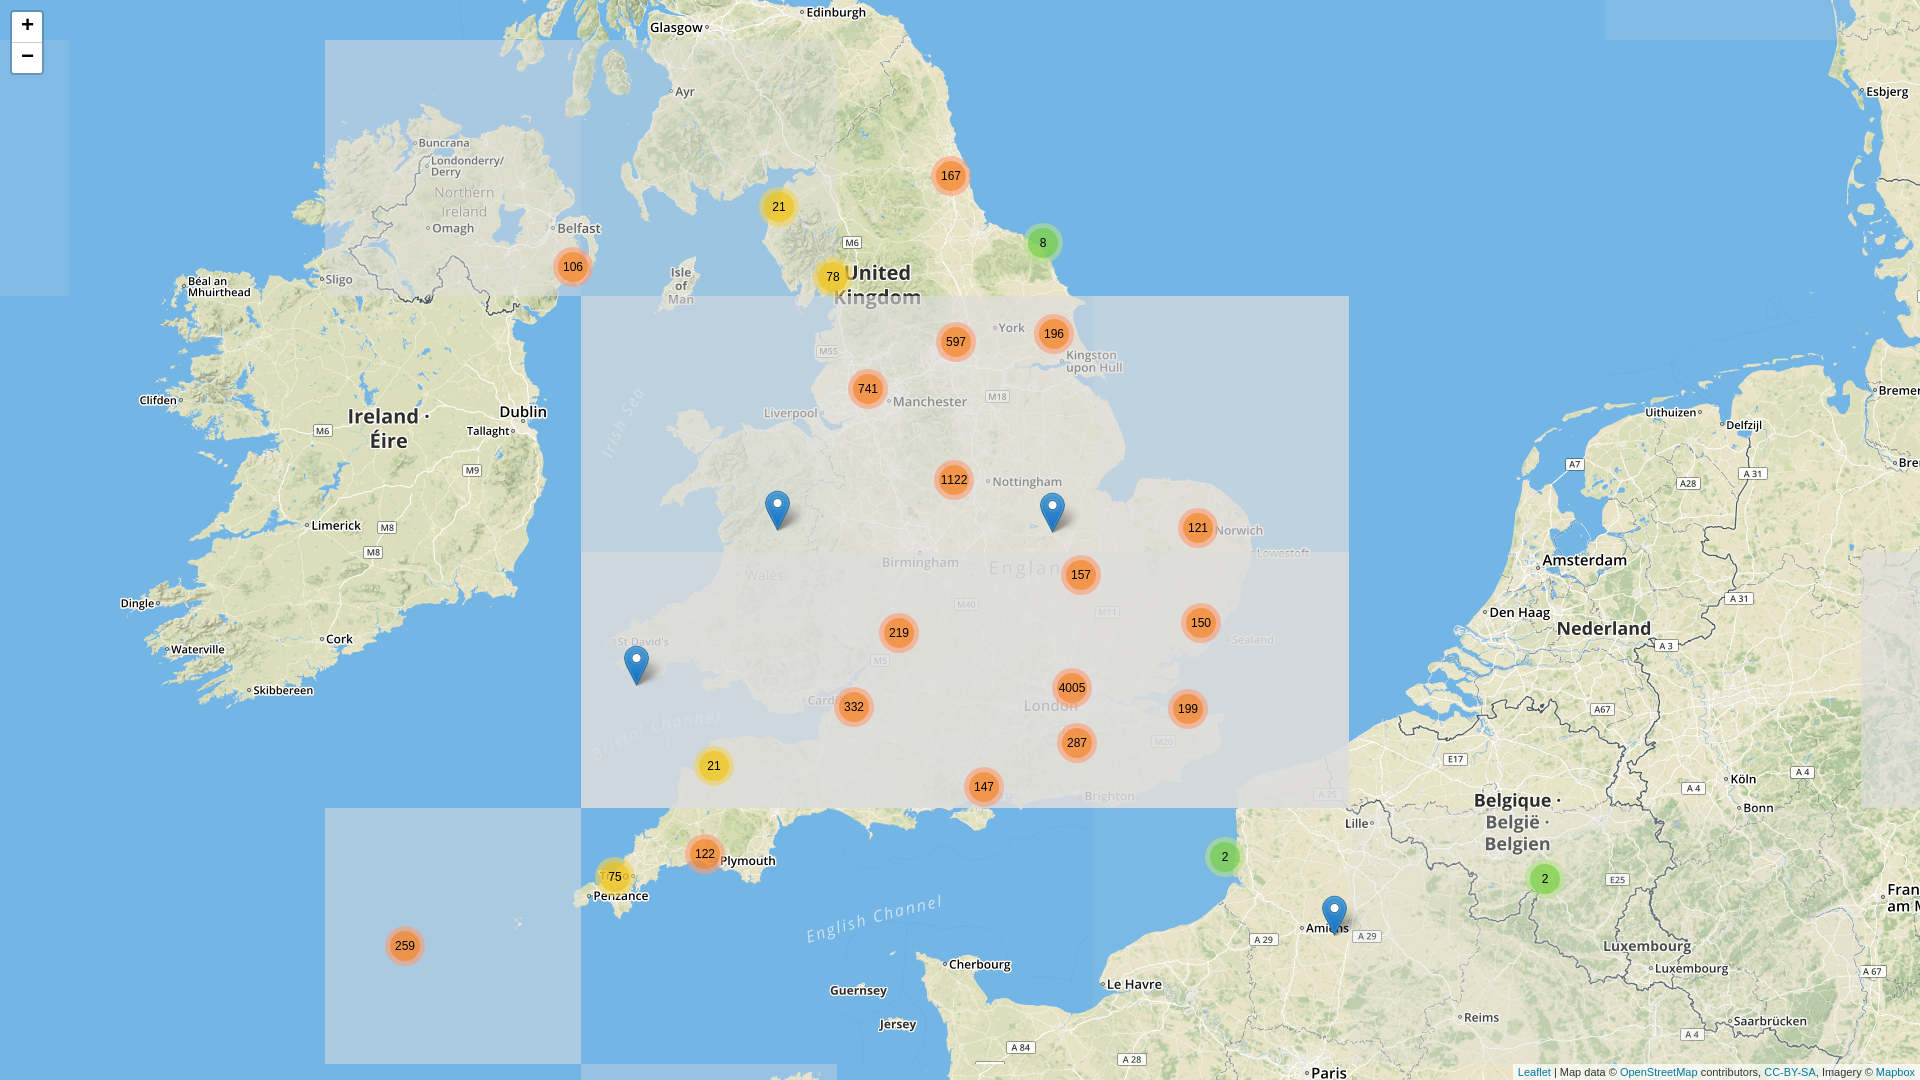 +
−
Edinburgh
Glasgow
Ayr
Esbjerg
Buncrana
Londonderry/
Derry
167
Northern
Ireland
21
Omagh
Belfast
M6
8
106
78
United
Kingdom
Isle
of
Man
Béal an
Mhuirthead
Sligo
York
196
597
M55
Kingston
upon Hull
741
Manchester
M18
Liverpool
Clifden
Irish Sea
Ireland ·
Éire
Dublin
Tallaght
M6
M9
Uithuizen
Delfzijl
A7
A 31
A28
1122
Nottingham
Limerick
M8
M8
121
Norwich
Lowestoft
Birmingham
Amsterdam
Wales
157
Dingle
M40
M11
Den Haag
A 31
219
150
Nederland
Cork
Waterville
St David's
Sealand
A 3
M5
Skibbereen
4005
London
332
199
A67
Bristol Channel
287
M20
E17
21
147
Brighton
A 25
Köln
A 4
A 4
Bonn
Belgique ·
België ·
Belgien
Lille
122
Plymouth
2
75
Penzance
2
E25
English Channel
259
Amiens
A 29
A 29
Luxembourg
Cherbourg
Luxembourg
A 67
Le Havre
Guernsey
Reims
Jersey
Saarbrücken
A 84
A 28
A 4
Paris
Leaflet | Map data © OpenStreetMap contributors, CC-BY-SA, Imagery © Mapbox